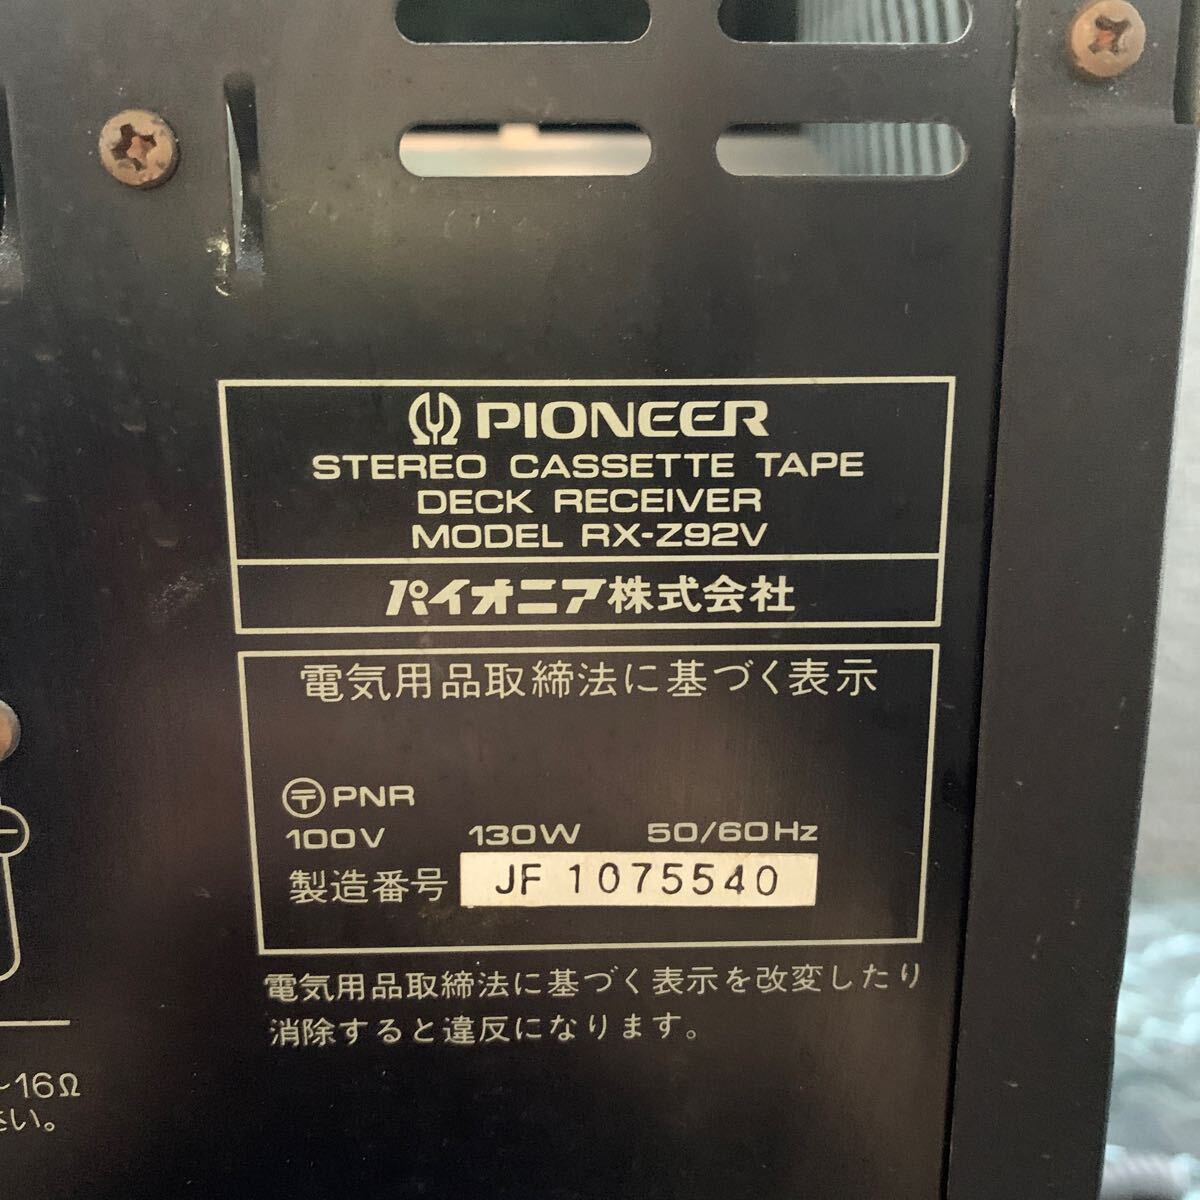 PIONEER
STEREO CASSETTE TAPE
DECK RECEIVER
MODEL RX-Z92V
パイオニア株式会社
電気用品取締法に基づく表示
〒 PNR
100V 130W 50/60Hz
製造番号 JF 1075540
電気用品取締法に基づく表示を改変したり
消除すると違反になります。
~16Ω
さい。